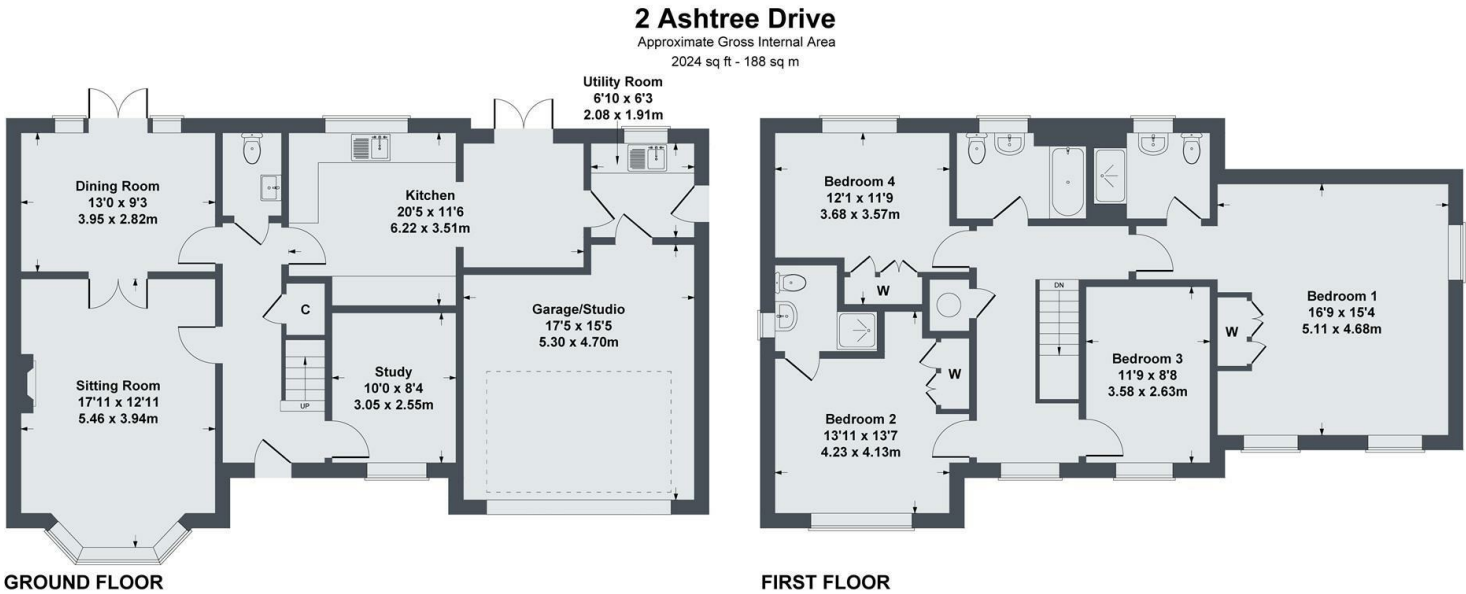 2 Ashtree Drive
Approximate Gross Internal Area
2024 sq ft - 188 sq m
Utility Room
6'10 x 6'3
2.08 x 1.91m
Dining Room
13'0 x 9'3
3.95 x 2.82m
Kitchen
20'5 x 11'6
6.22 x 3.51m
C
Garage/Studio
17'5 x 15'5
5.30 x 4.70m
Sitting Room
17'11 x 12'11
5.46 x 3.94m
UP
Study
10'0 x 8'4
3.05 x 2.55m
GROUND FLOOR
Bedroom 4
12'1 x 11'9
3.68 x 3.57m
W
DN
Bedroom 1
16'9 x 15'4
5.11 x 4.68m
W
Bedroom 3
11'9 x 8'8
3.58 x 2.63m
W
Bedroom 2
13'11 x 13'7
4.23 x 4.13m
FIRST FLOOR